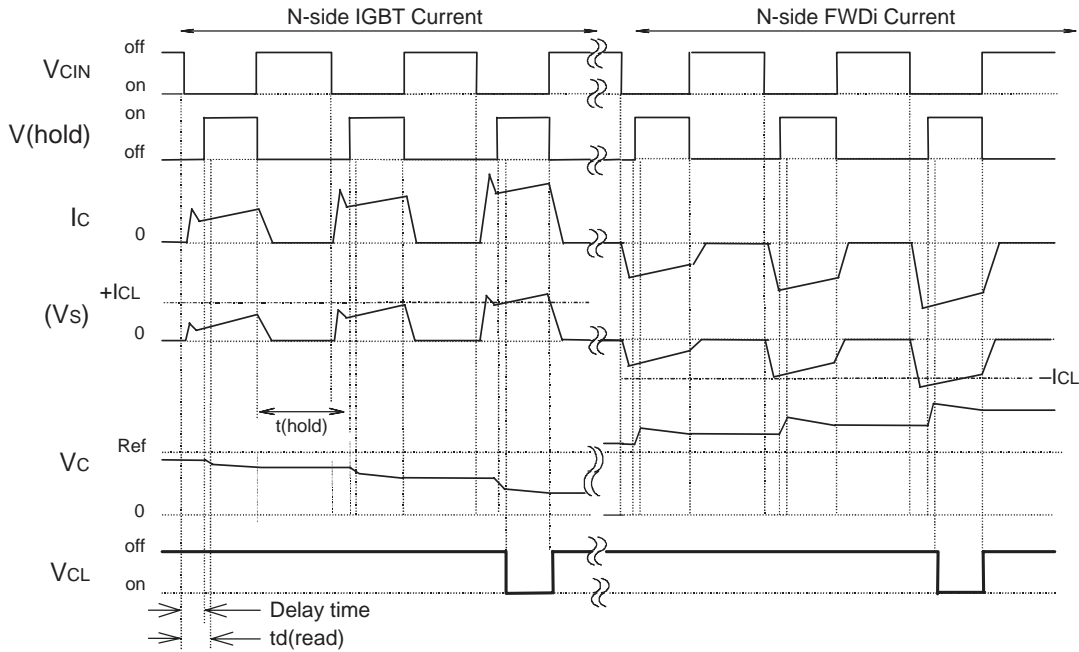 N-side IGBT Current
N-side FWDi Current
VCIN
off
on
V(hold)
on
off
IC
0
+ICL
(VS)
0
–ICL
t(hold)
VC
Ref
0
VCL
off
on
Delay time
td(read)